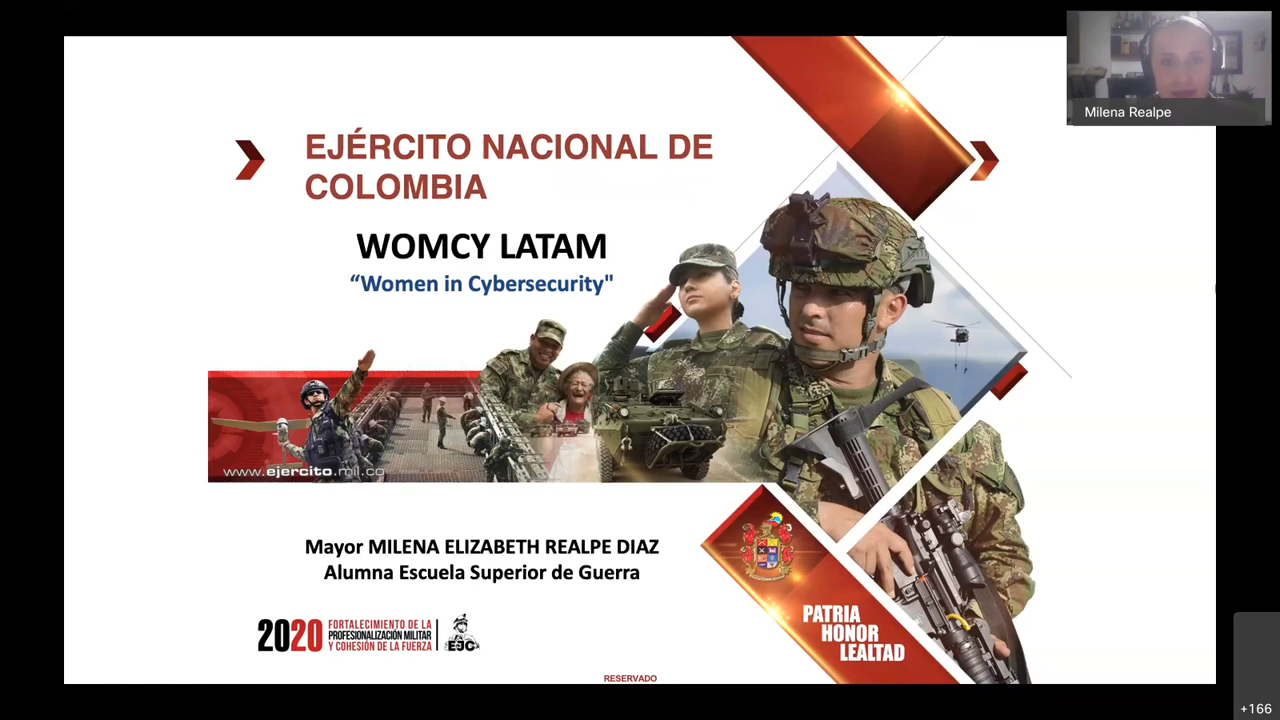 Milena Realpe
EJÉRCITO NACIONAL DE
COLOMBIA
WOMCY LATAM
“Women in Cybersecurity"
www.ejercito.mil.co
Mayor MILENA ELIZABETH REALPE DIAZ
Alumna Escuela Superior de Guerra
2020
FORTALECIMIENTO DE LA
PROFESIONALIZACIÓN MILITAR
Y COHESIÓN DE LA FUERZA
EJC
PATRIA
HONOR
LEALTAD
RESERVADO
+166